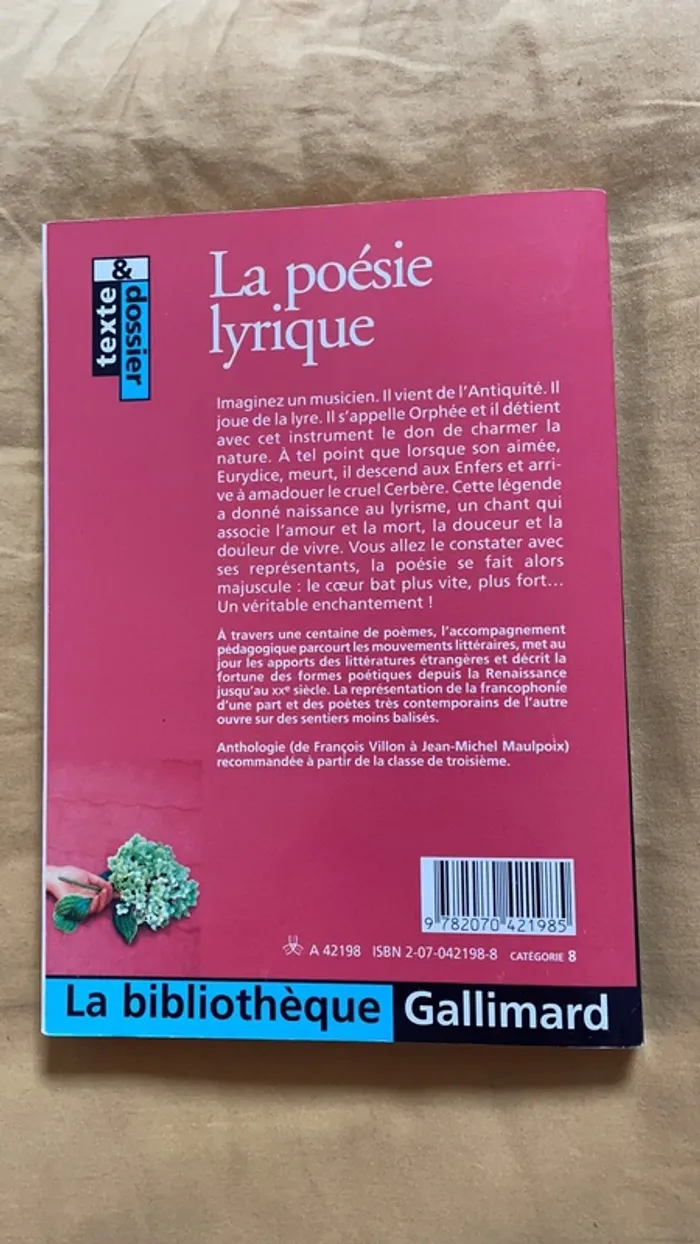 texte
& dossier
La poésie
lyrique
Imaginez un musicien. Il vient de l'Antiquité. Il
joue de la lyre. Il s'appelle Orphée et il détient
avec cet instrument le don de charmer la
nature. À tel point que lorsque son aimée,
Eurydice, meurt, il descend aux Enfers et arri-
ve à amadouer le cruel Cerbère. Cette légende
a donné naissance au lyrisme, un chant qui
associe l'amour et la mort, la douceur et la
douleur de vivre. Vous allez le constater avec
ses représentants, la poésie se fait alors
majuscule : le cœur bat plus vite, plus fort...
Un véritable enchantement !
À travers une centaine de poèmes, l'accompagnement
pédagogique parcourt les mouvements littéraires, met au
jour les apports des littératures étrangères et décrit la
fortune des formes poétiques depuis la Renaissance
jusqu'au XXe siècle. La représentation de la francophonie
d'une part et des poètes très contemporains de l'autre
ouvre sur des sentiers moins balisés.
Anthologie (de François Villon à Jean-Michel Maulpoix)
recommandée à partir de la classe de troisième.
9 782070 421985
A 42198 ISBN 2-07-042198-8 CATÉGORIE 8
La bibliothèque Gallimard